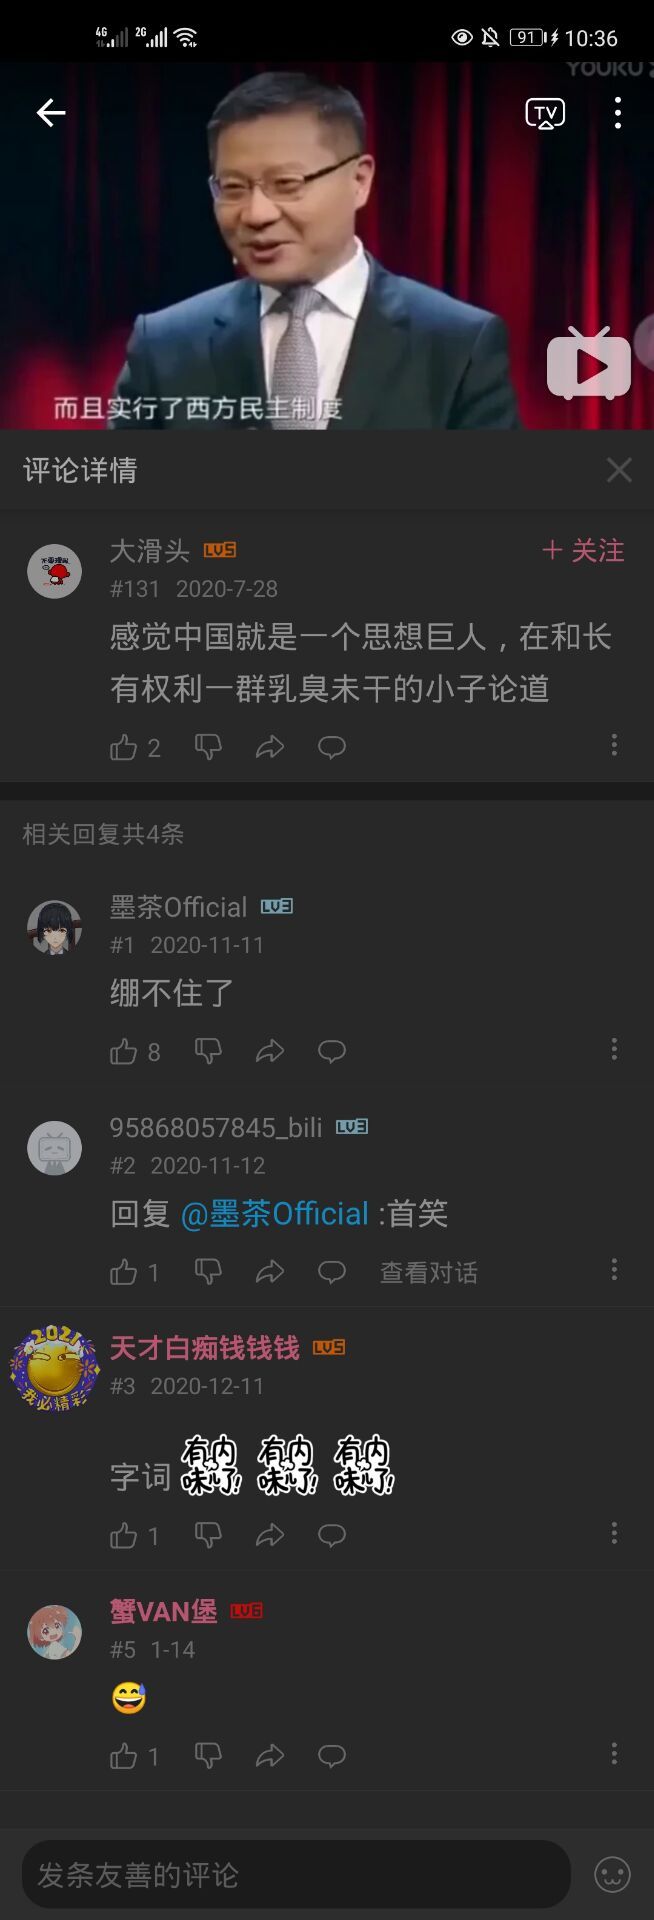 4G 2G 91 10:36
YOUKU
TV
而且实行了西方民主制度
评论详情
大滑头 LV5
+ 关注
#131 2020-7-28
感觉中国就是一个思想巨人，在和长
有权利一群乳臭未干的小子论道
2
相关回复共4条
墨茶Official LV3
#1 2020-11-11
绷不住了
8
95868057845_bili LV3
#2 2020-11-12
回复 @墨茶Official :首笑
1 查看对话
2021
我必精彩
天才白痴钱钱钱 LV5
#3 2020-12-11
字词 有内味了! 有内味了! 有内味了!
1
蟹VAN堡 LV6
#5 1-14
1
发条友善的评论